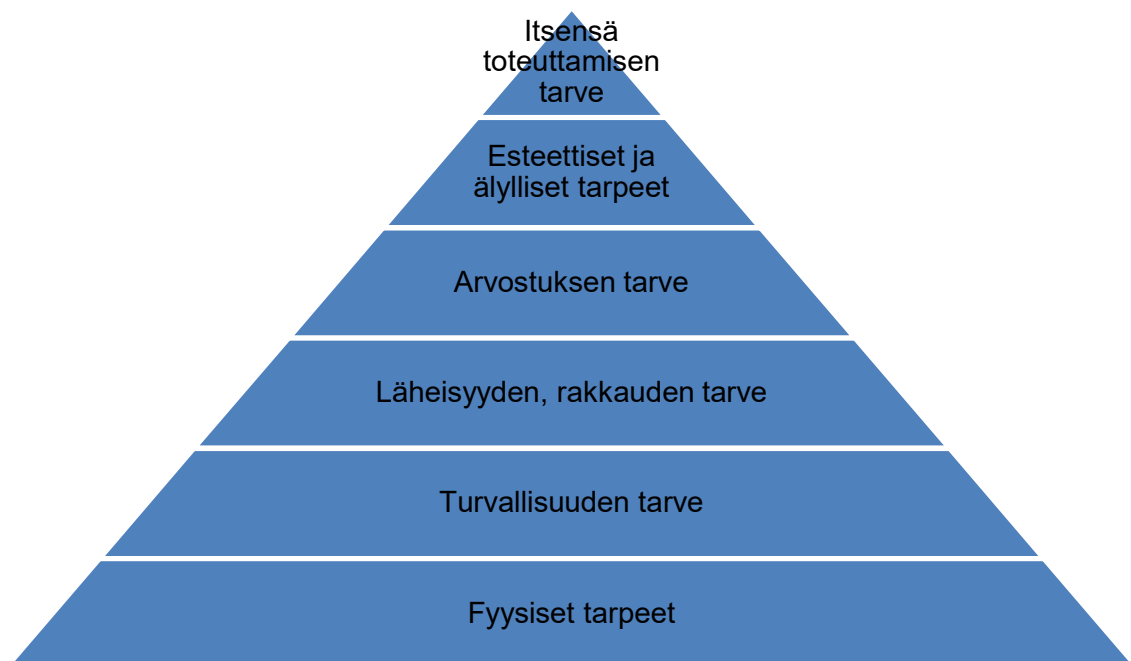 Itsensä
toteuttamisen
tarve
Esteettiset ja
älylliset tarpeet
Arvostuksen tarve
Läheisyyden, rakkauden tarve
Turvallisuuden tarve
Fyysiset tarpeet